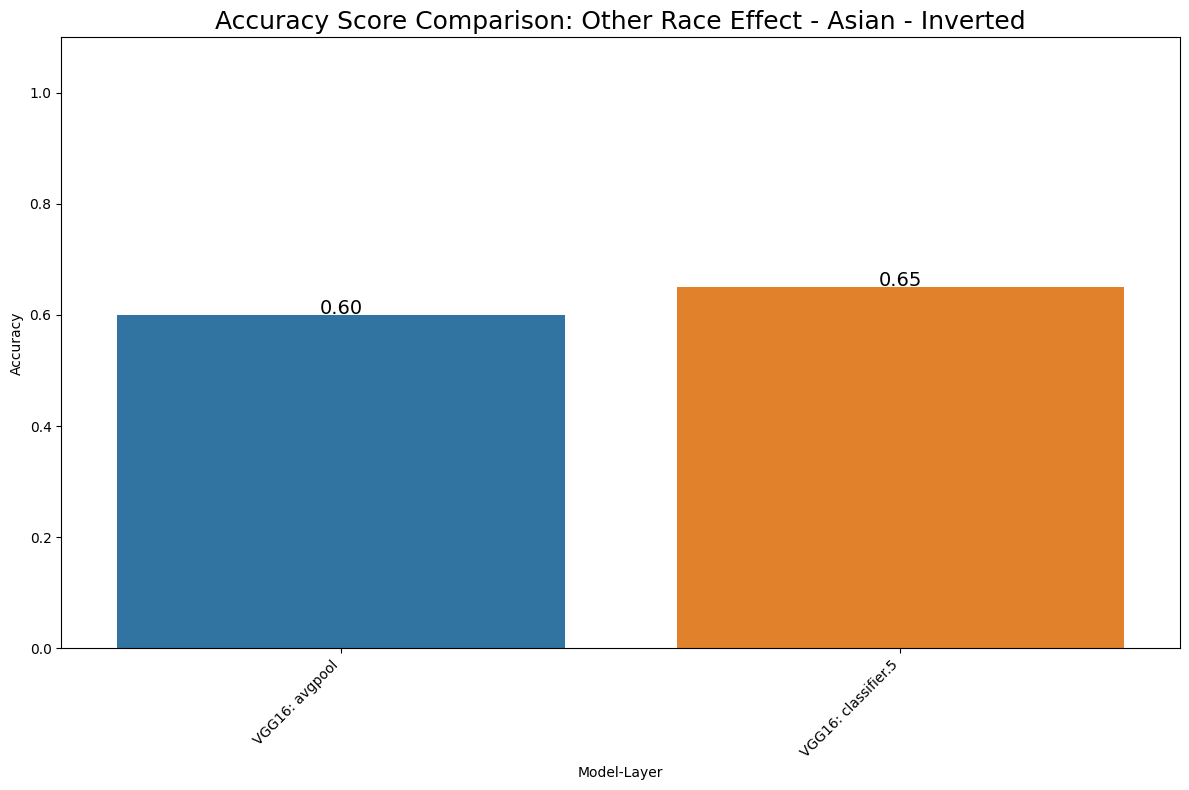 Accuracy Score Comparison: Other Race Effect - Asian - Inverted
1.0
0.8
0.6
0.4
0.2
0.0
Accuracy
0.60
0.65
VGG16: avgpool
VGG16: classifier.5
Model-Layer